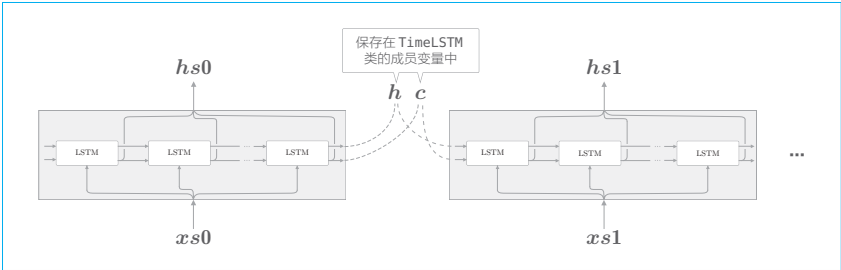 保存在 TimeLSTM
类的成员变量中
hs0
hs1
h c
LSTM LSTM ... LSTM
LSTM LSTM ... LSTM
...
xs0
xs1